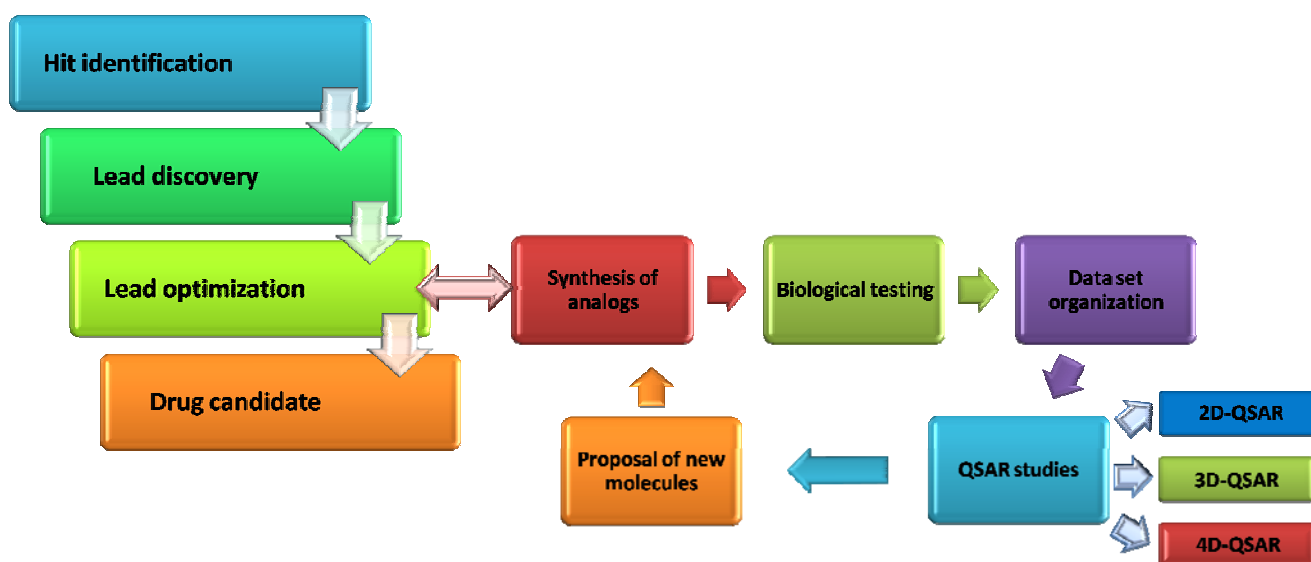 Hit identification
Lead discovery
Lead optimization
Drug candidate
Synthesis of
analogs
Biological testing
Data set
organization
QSAR studies
2D-QSAR
3D-QSAR
4D-QSAR
Proposal of new
molecules